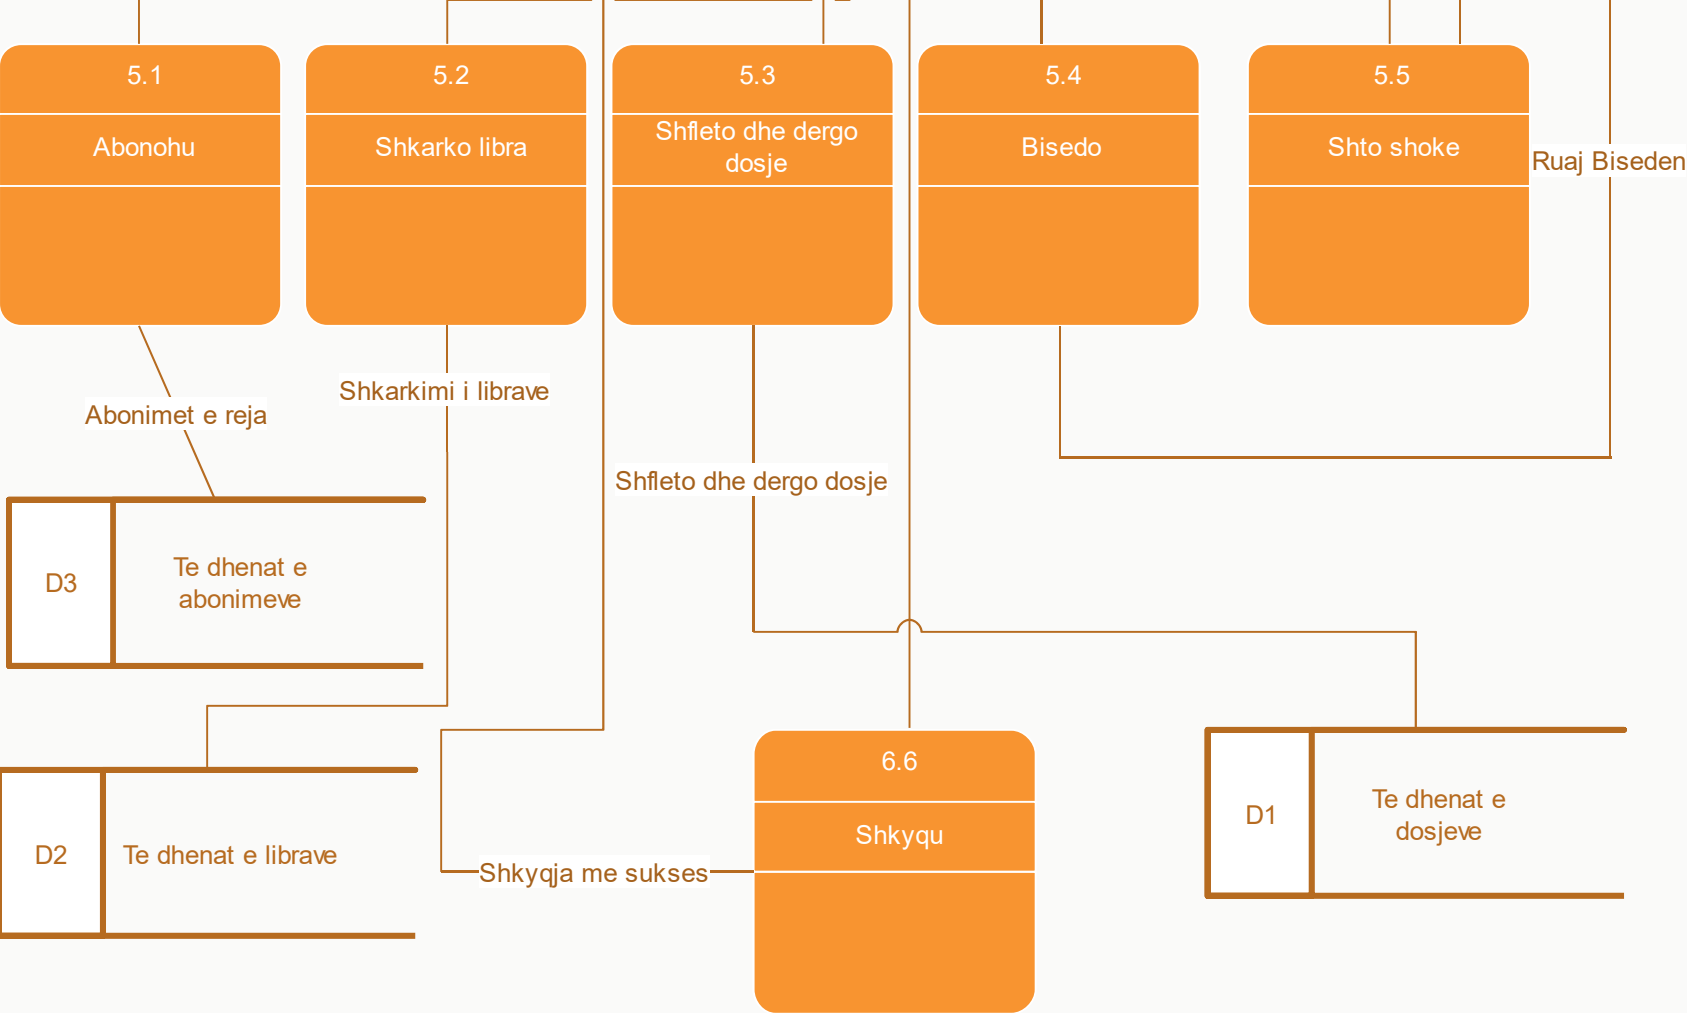 5.1
Abonohu
5.2
Shkarko libra
5.3
Shfleto dhe dergo
dosje
5.4
Bisedo
5.5
Shto shoke
Ruaj Biseden
Abonimet e reja
Shkarkimi i librave
Shfleto dhe dergo dosje
D3
Te dhenat e
abonimeve
D2
Te dhenat e librave
Shkyqja me sukses
6.6
Shkyqu
D1
Te dhenat e
dosjeve